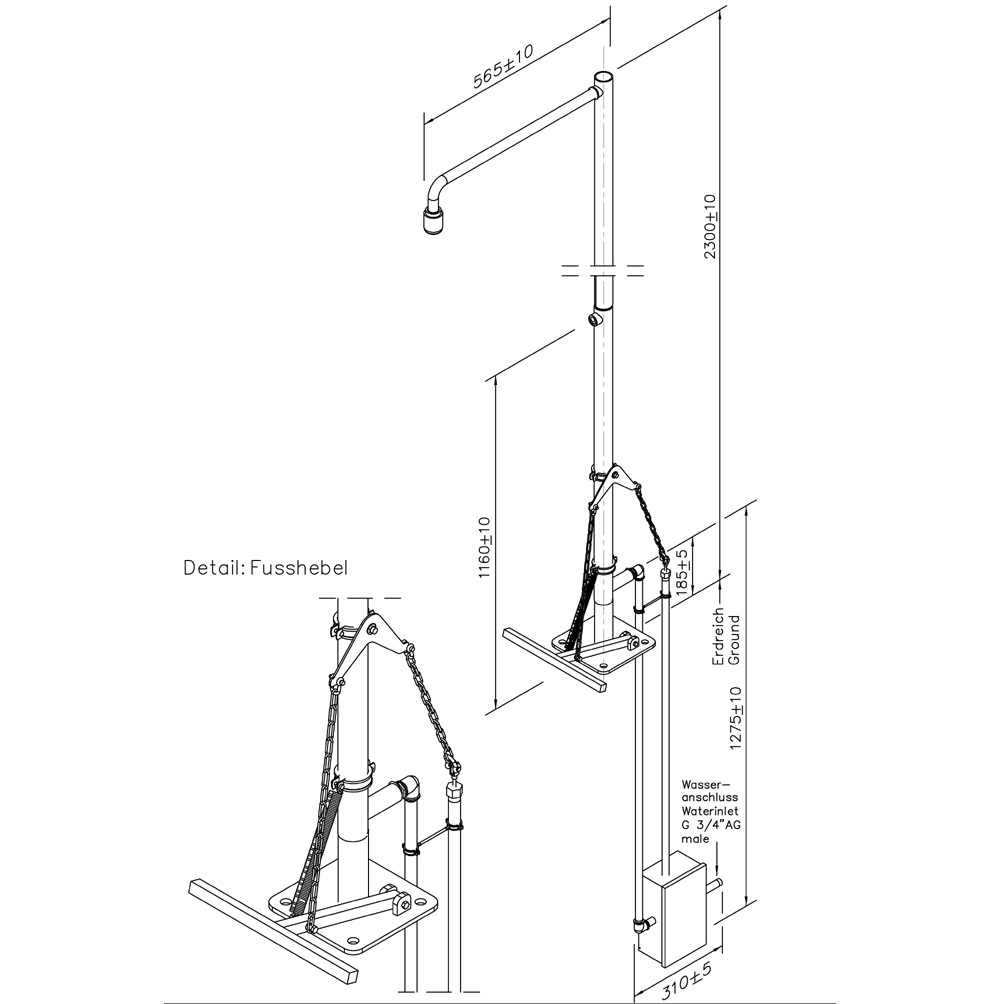 565±10
2300±10
1160±10
185±5
Detail: Fusshebel
Erdreich
Ground
1275±10
Wasser-
anschluss
Waterinlet
G 3/4"AG
male
310±5